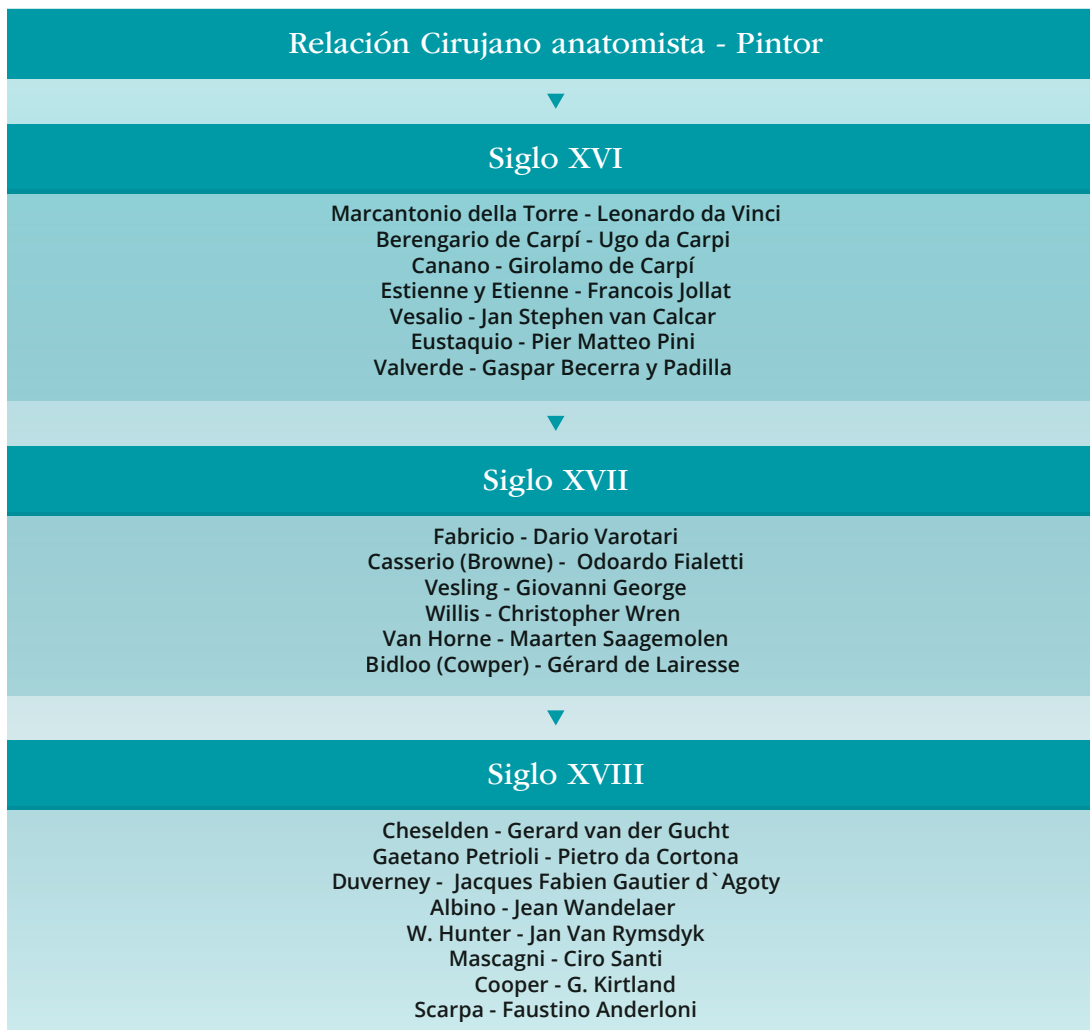 Relación Cirujano anatomista - Pintor
Siglo XVI
Marcantonio della Torre - Leonardo da Vinci
Berengario de Carpí - Ugo da Carpi
Canano - Girolamo de Carpí
Estienne y Etienne - Francois Jollat
Vesalio - Jan Stephen van Calcar
Eustaquio - Pier Matteo Pini
Valverde - Gaspar Becerra y Padilla
Siglo XVII
Fabricio - Dario Varotari
Casserio (Browne) - Odoardo Fialetti
Vesling - Giovanni George
Willis - Christopher Wren
Van Horne - Maarten Saagemolen
Bidloo (Cowper) - Gérard de Lairesse
Siglo XVIII
Cheselden - Gerard van der Gucht
Gaetano Petrioli - Pietro da Cortona
Duverney - Jacques Fabien Gautier d`Agoty
Albino - Jean Wandelaer
W. Hunter - Jan Van Rymsdyk
Mascagni - Ciro Santi
Cooper - G. Kirtland
Scarpa - Faustino Anderloni